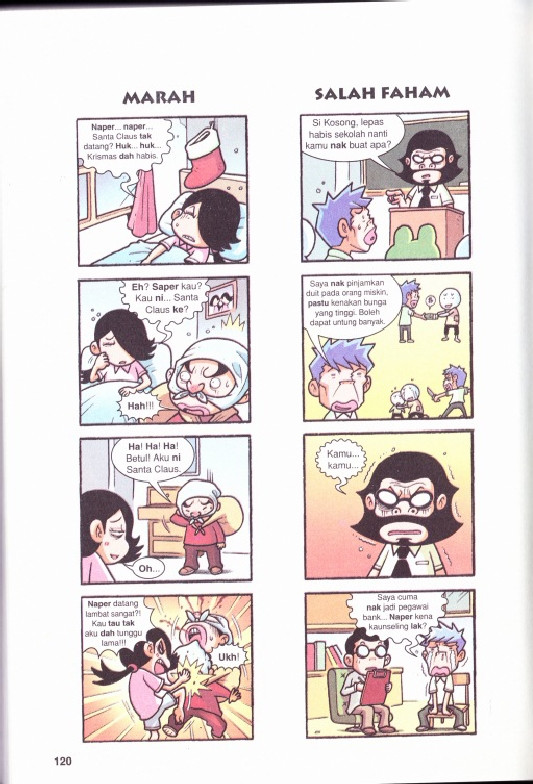 MARAH
Naper... naper...
Santa Claus tak
datang? Huk... huk...
Krismas dah habis.
Eh? Saper kau?
Kau ni... Santa
Claus ke?
Hah!!!
Ha! Ha! Ha!
Betul! Aku ni
Santa Claus.
Oh...
Naper datang
lambat sangat?!
Kau tau tak
aku dah tunggu
lama!!!
Ukh!
SALAH FAHAM
Si Kosong, lepas
habis sekolah nanti
kamu nak buat apa?
Saya nak pinjamkan
duit pada orang miskin,
pastu kenakan bunga
yang tinggi. Boleh
dapat untung banyak.
Kamu...
kamu...
Saya cuma
nak jadi pegawai
bank... Naper kena
kaunseling lak?
120